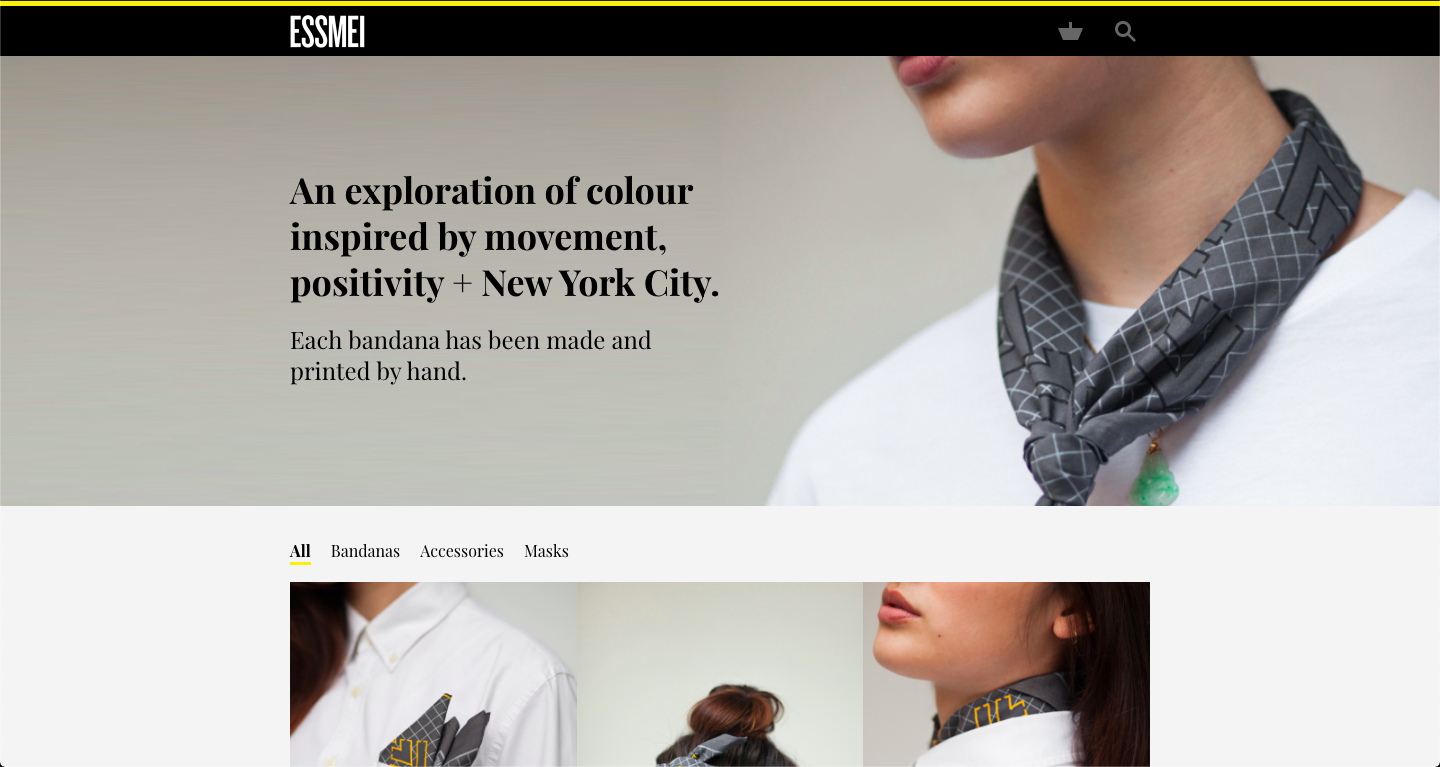 ESSMEI
An exploration of colour
inspired by movement,
positivity + New York City.
Each bandana has been made and
printed by hand.
All Bandanas Accessories Masks